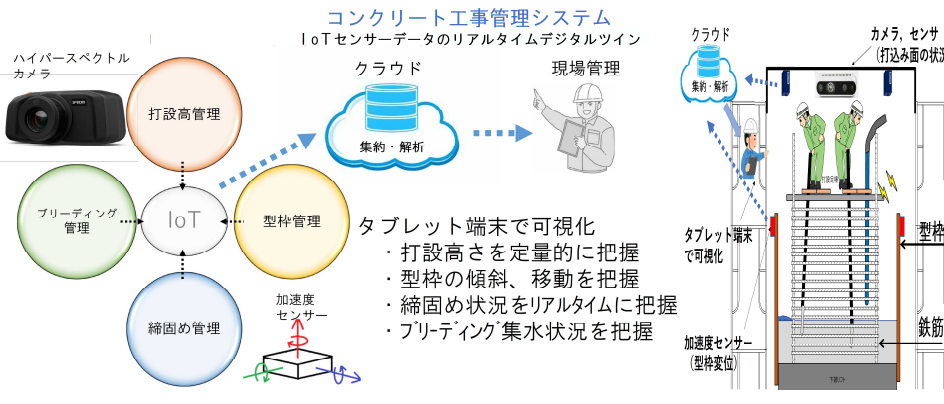 コンクリート工事管理システム
IoTセンサーデータのリアルタイムデジタルツイン
ハイパースペクトル
カメラ
打設高管理
ブリーディング
管理
IoT
型枠管理
締固め管理
加速度
センサー
クラウド
集約・解析
現場管理
タブレット端末で可視化
・打設高さを定量的に把握
・型枠の傾斜、移動を把握
・締固め状況をリアルタイムに把握
・ブリーディング集水状況を把握
クラウド
集約・解析
カメラ，センサ
（打込み面の状況
タブレット端末
で可視化
型枠
鉄筋
加速度センサー
（型枠変位）